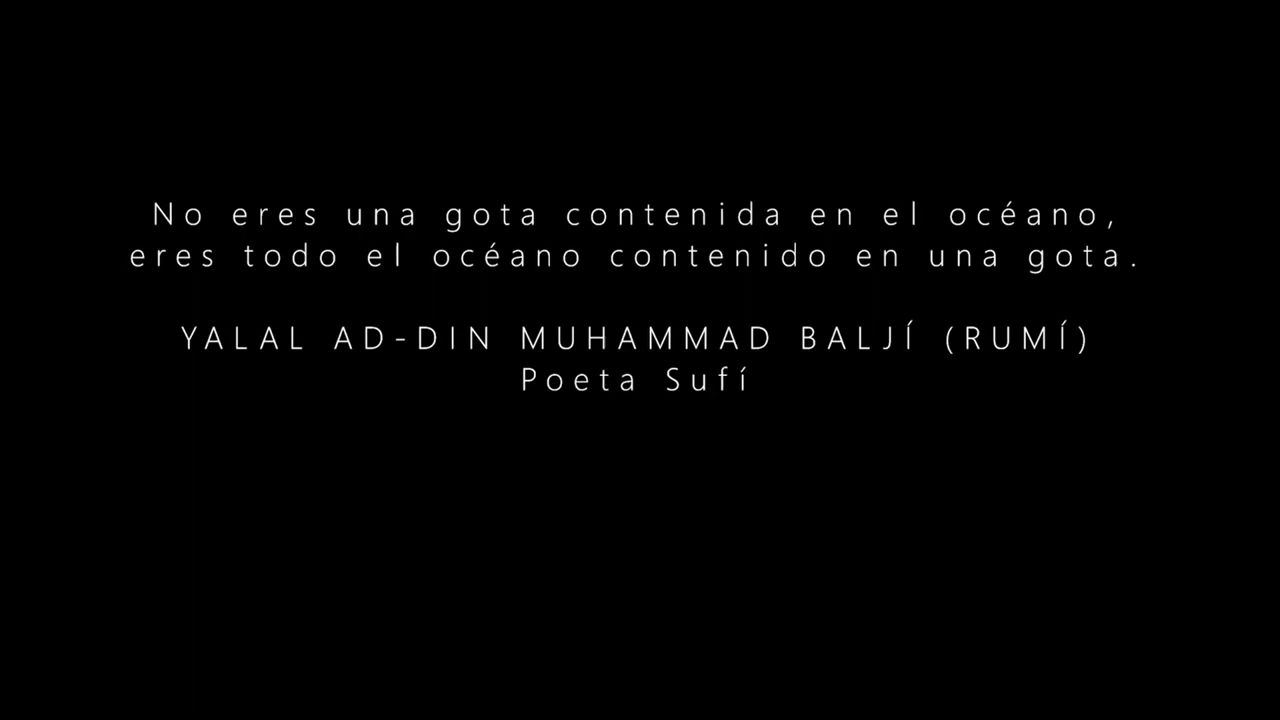 No eres una gota contenida en el océano,
eres todo el océano contenido en una gota.
YALAL AD-DIN MUHAMMAD BALJÍ (RUMÍ)
Poeta Sufí